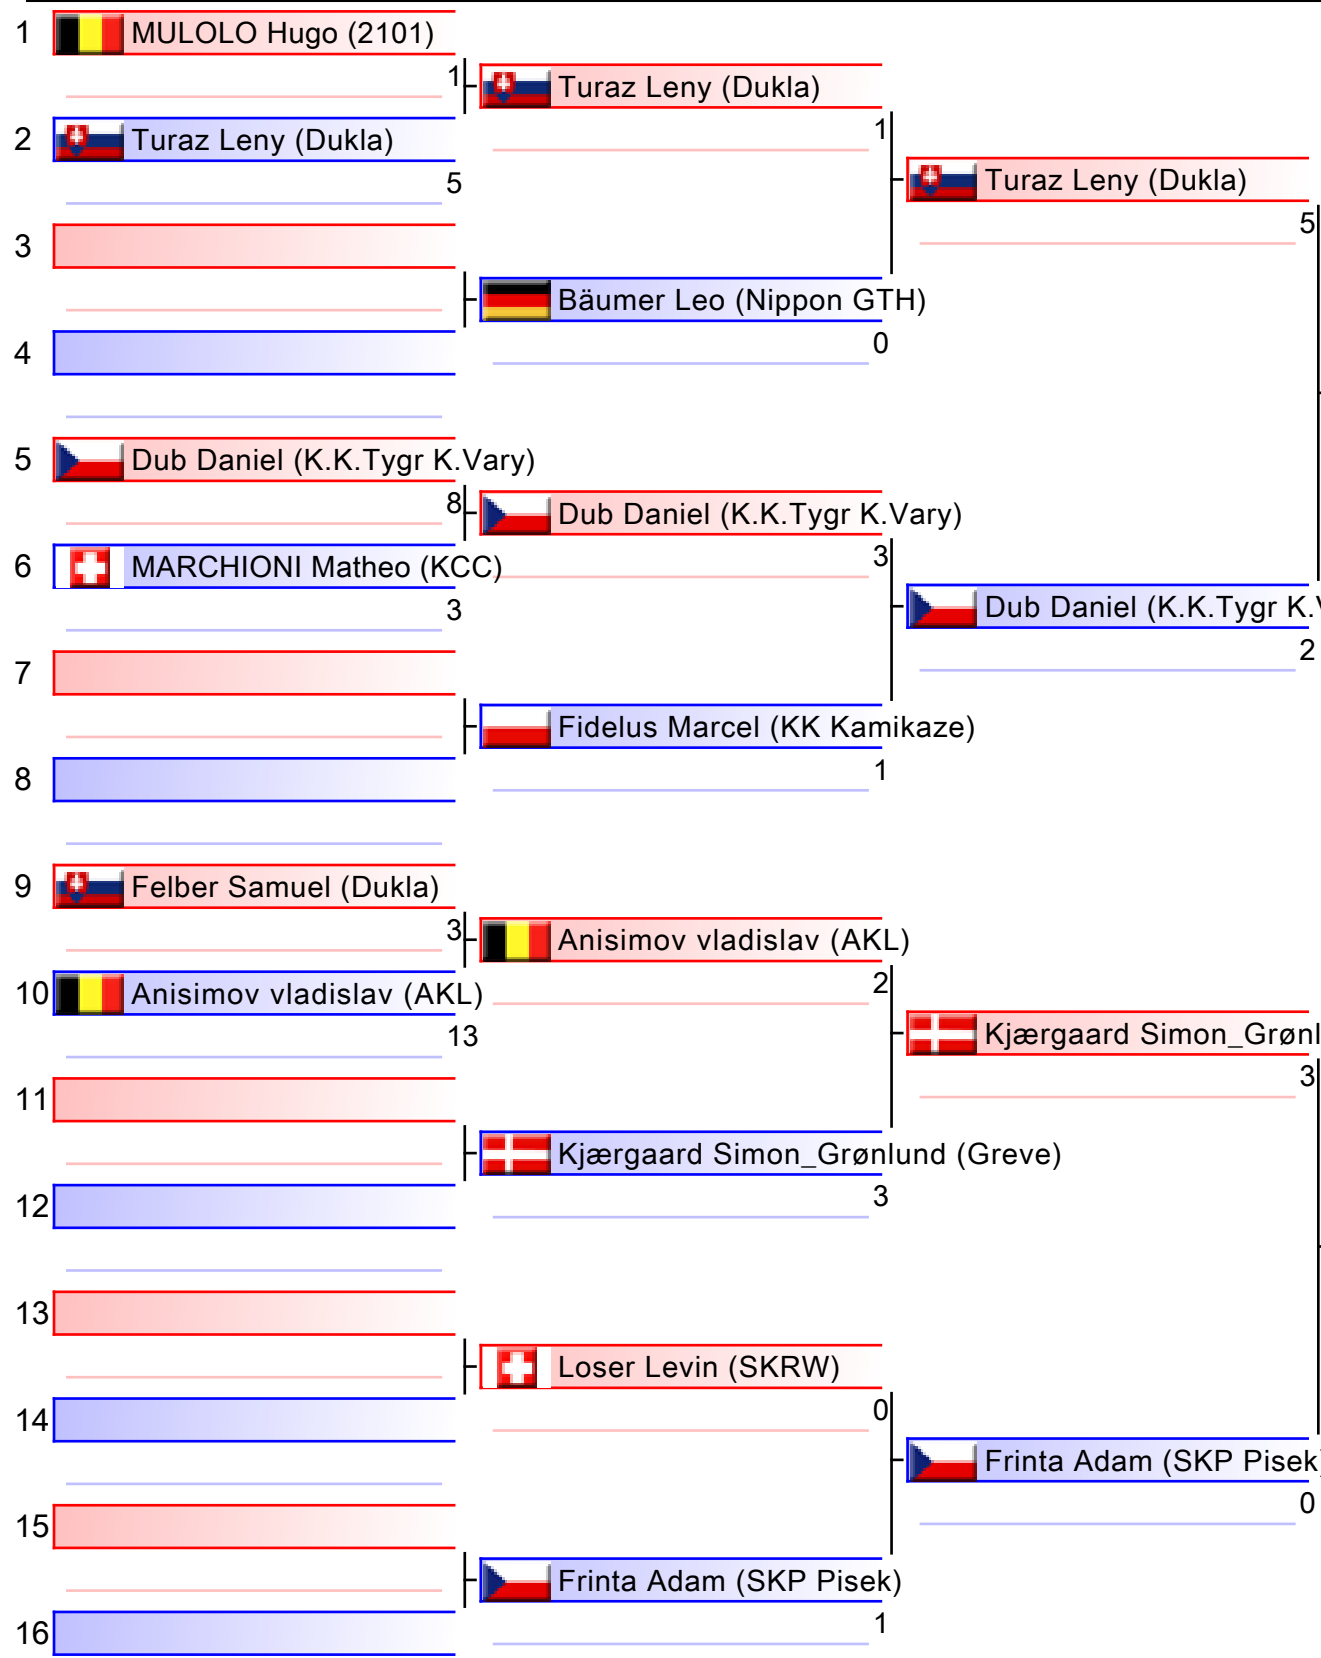 1 MULOLO Hugo (2101)
1
Turaz Leny (Dukla)
1
2 Turaz Leny (Dukla)
5
Turaz Leny (Dukla)
5
3
Bäumer Leo (Nippon GTH)
0
4
5 Dub Daniel (K.K.Tygr K.Vary)
8
Dub Daniel (K.K.Tygr K.Vary)
3
6 MARCHIONI Matheo (KCC)
3
Dub Daniel (K.K.Tygr K.
2
7
Fidelus Marcel (KK Kamikaze)
1
8
9 Felber Samuel (Dukla)
3
Anisimov vladislav (AKL)
2
10 Anisimov vladislav (AKL)
13
Kjærgaard Simon_Grønl
3
11
Kjærgaard Simon_Grønlund (Greve)
3
12
13
Loser Levin (SKRW)
0
14
Frinta Adam (SKP Pisek)
0
15
Frinta Adam (SKP Pisek)
1
16